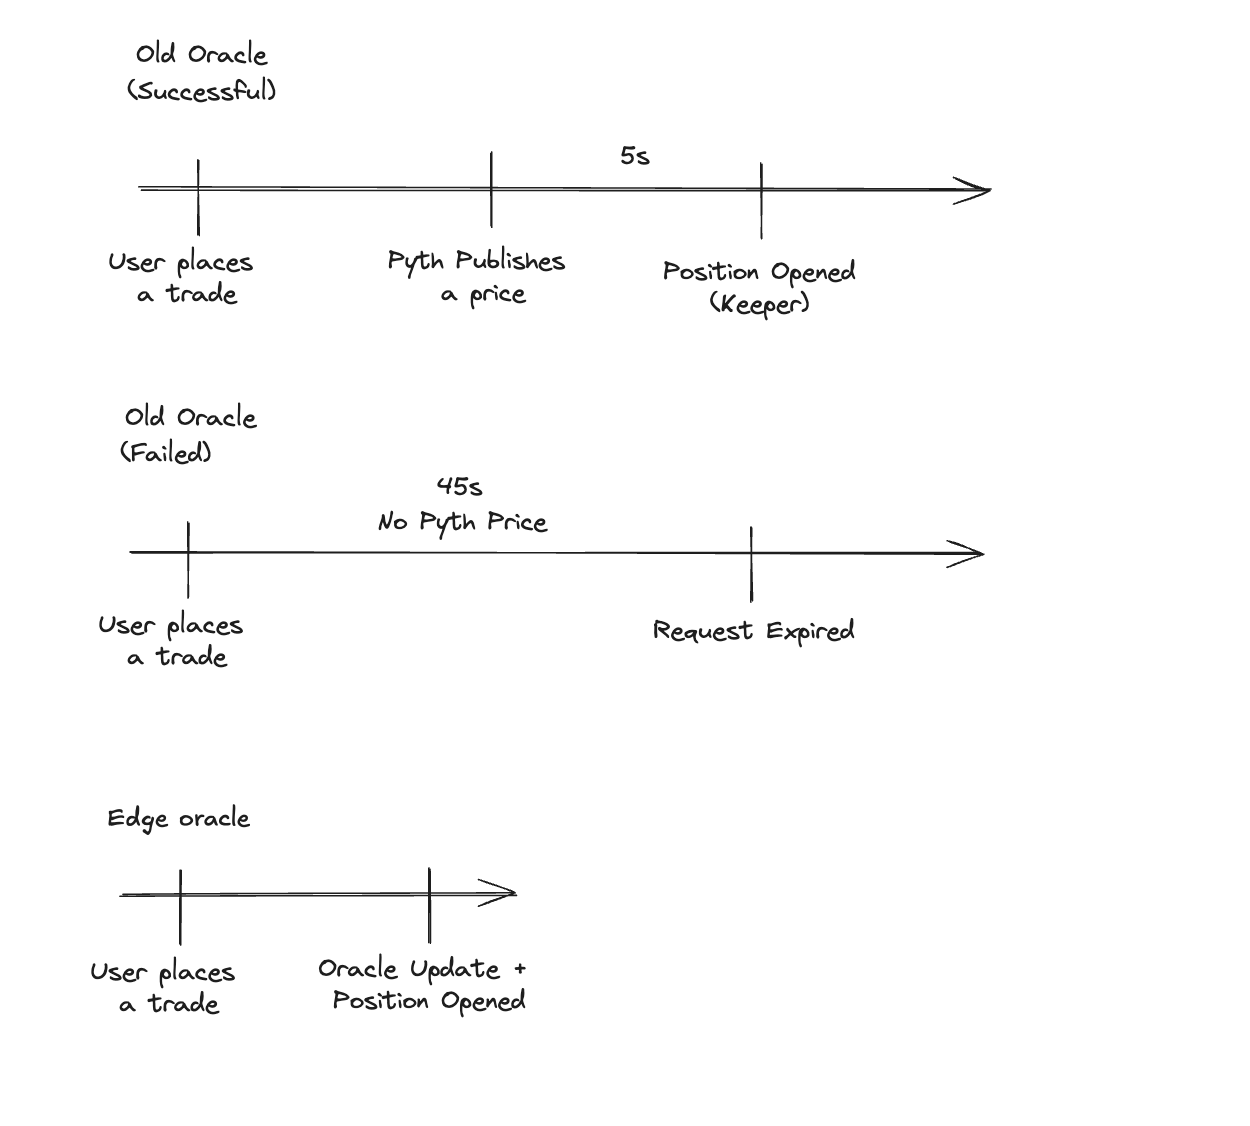 Old Oracle
(Successful)
5s
User places
a trade
Pyth Publishes
a price
Position Opened
(Keeper)
Old Oracle
(Failed)
45s
No Pyth Price
User places
a trade
Request Expired
Edge oracle
User places
a trade
Oracle Update +
Position Opened